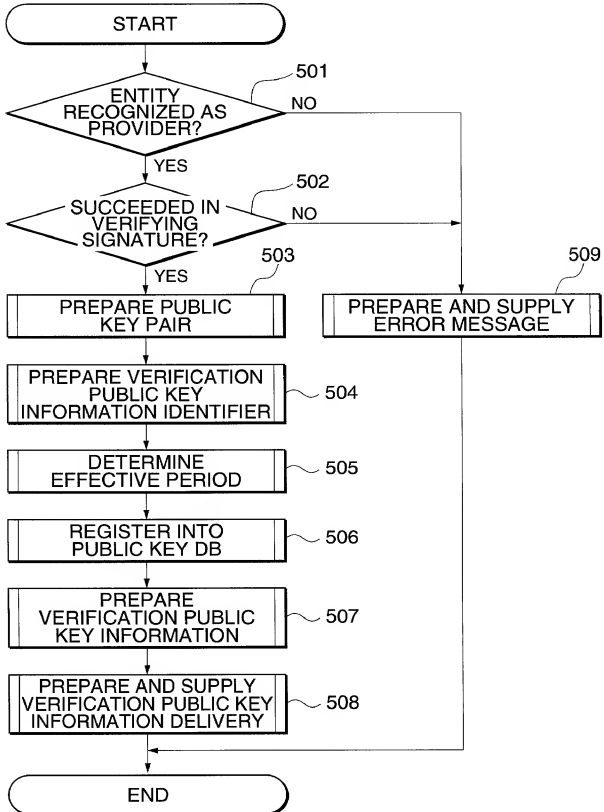 START
501
ENTITY
RECOGNIZED AS
PROVIDER?
NO
YES
502
SUCCEEDED IN
VERIFYING
SIGNATURE?
NO
YES
503
509
PREPARE PUBLIC
KEY PAIR
PREPARE AND SUPPLY
ERROR MESSAGE
PREPARE VERIFICATION
PUBLIC KEY
INFORMATION IDENTIFIER
504
DETERMINE
EFFECTIVE PERIOD
505
REGISTER INTO
PUBLIC KEY DB
506
PREPARE
VERIFICATION PUBLIC
KEY INFORMATION
507
PREPARE AND SUPPLY
VERIFICATION PUBLIC KEY
INFORMATION DELIVERY
508
END